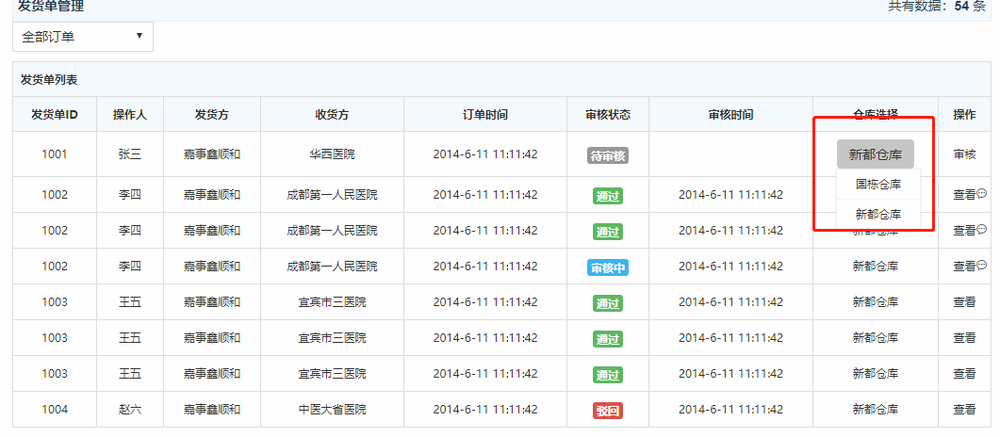 发货单管理 共有数据：54 条
全部订单
发货单列表
发货单ID 操作人 发货方 收货方 订单时间 审核状态 审核时间 仓库选择 操作
1001 张三 嘉事鑫顺和 华西医院 2014-6-11 11:11:42 待审核 新都仓库 审核
国栋仓库
1002 李四 嘉事鑫顺和 成都第一人民医院 2014-6-11 11:11:42 通过 2014-6-11 11:11:42 查看
新都仓库
1002 李四 嘉事鑫顺和 成都第一人民医院 2014-6-11 11:11:42 通过 2014-6-11 11:11:42 新都仓库 查看
1002 李四 嘉事鑫顺和 成都第一人民医院 2014-6-11 11:11:42 审核中 2014-6-11 11:11:42 新都仓库 查看
1003 王五 嘉事鑫顺和 宜宾市三医院 2014-6-11 11:11:42 通过 2014-6-11 11:11:42 新都仓库 查看
1003 王五 嘉事鑫顺和 宜宾市三医院 2014-6-11 11:11:42 通过 2014-6-11 11:11:42 新都仓库 查看
1003 王五 嘉事鑫顺和 宜宾市三医院 2014-6-11 11:11:42 通过 2014-6-11 11:11:42 新都仓库 查看
1004 赵六 嘉事鑫顺和 中医大省医院 2014-6-11 11:11:42 驳回 2014-6-11 11:11:42 新都仓库 查看